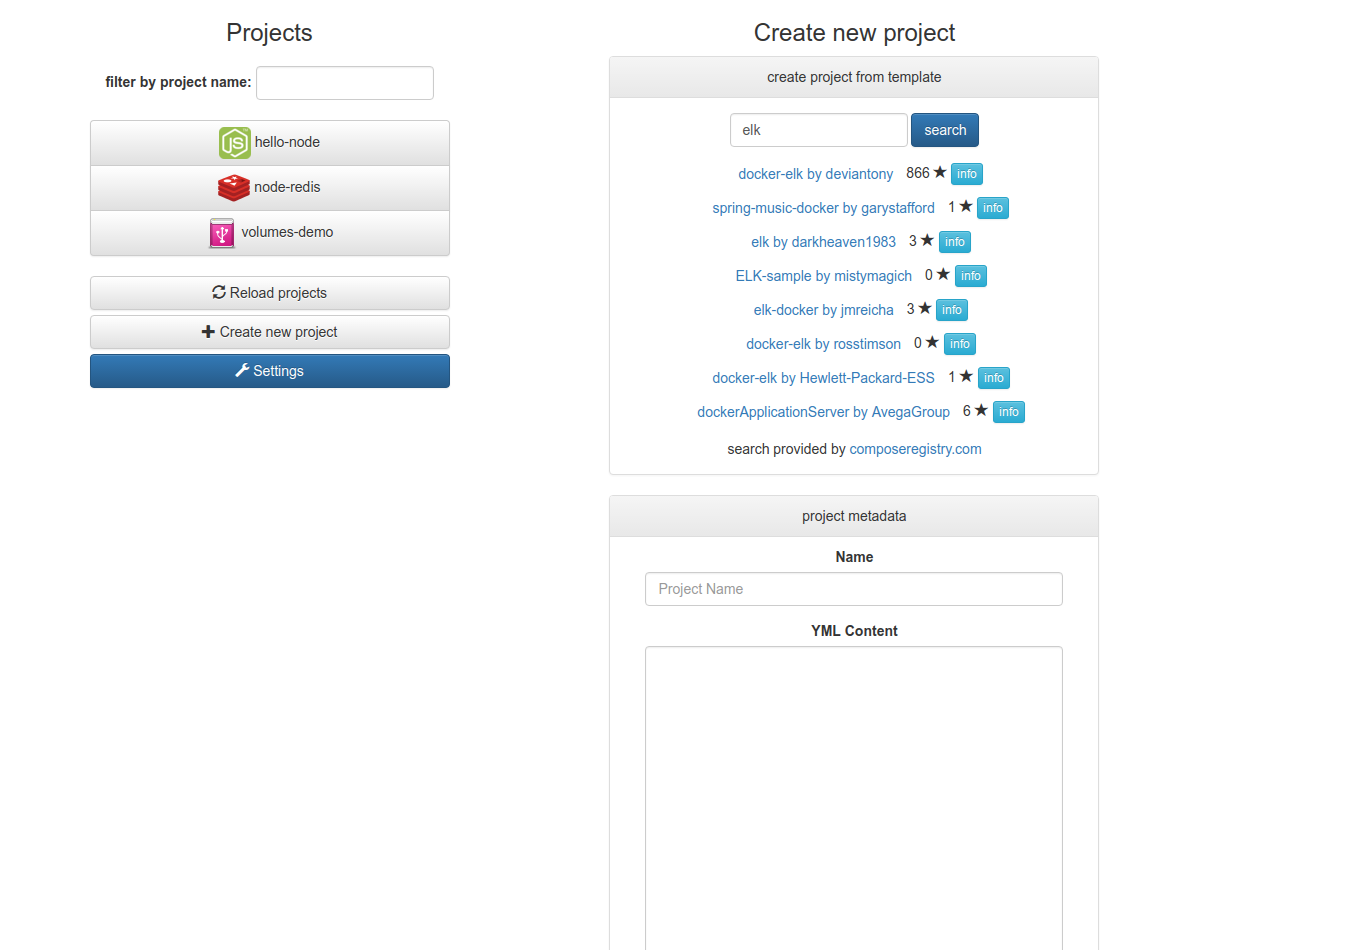 Projects
filter by project name:
hello-node
node-redis
volumes-demo
Reload projects
Create new project
Settings
Create new project
create project from template
elk search
docker-elk by deviantony 866 ★ info
spring-music-docker by garystafford 1 ★ info
elk by darkheaven1983 3 ★ info
ELK-sample by mistymagich 0 ★ info
elk-docker by jmreicha 3 ★ info
docker-elk by rosstimson 0 ★ info
docker-elk by Hewlett-Packard-ESS 1 ★ info
dockerApplicationServer by AvegaGroup 6 ★ info
search provided by composeregistry.com
project metadata
Name
Project Name
YML Content